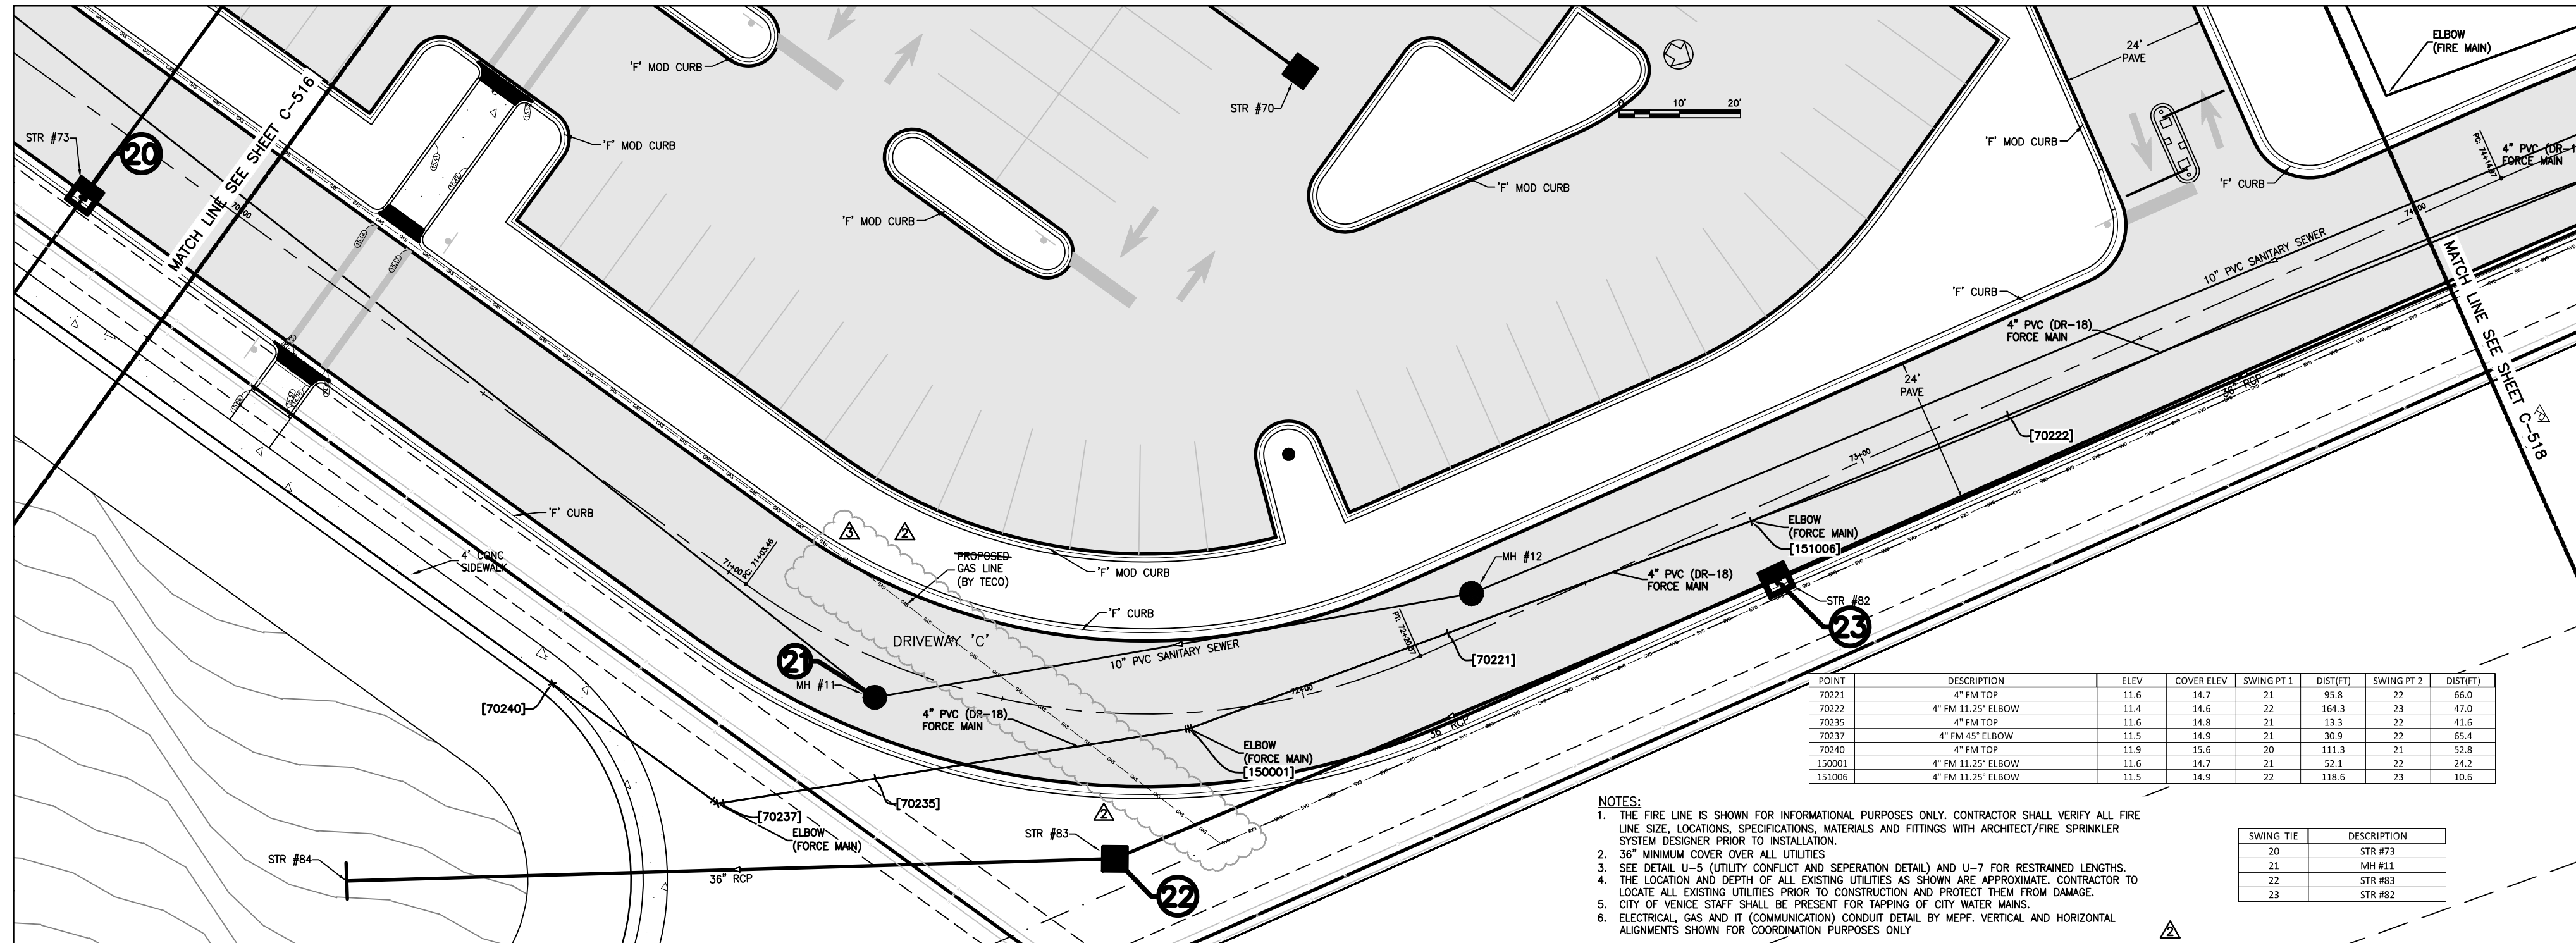 ELBOW
(FIRE MAIN)
24'
PAVE
'F' MOD CURB
STR #70
0 10' 20'
STR #73
20
MATCH LINE SEE SHEET C-516
70+00
'F' MOD CURB
'F' MOD CURB
'F' MOD CURB
'F' MOD CURB
'F' CURB
PC: 74+14.97
4" PVC (DR-1
FORCE MAIN
74+00
10" PVC SANITARY SEWER
MATCH LINE SEE SHEET C-518
'F' CURB
4" PVC (DR-18)
FORCE MAIN
24'
PAVE
36" RCP
[70222]
73+00
'F' CURB
4' CONC
SIDEWALK
71+00
PC: 71+03.46
3
2
PROPOSED
GAS LINE
(BY TECO)
'F' MOD CURB
'F' CURB
MH #12
ELBOW
(FORCE MAIN)
[151006]
4" PVC (DR-18)
FORCE MAIN
STR #82
23
DRIVEWAY 'C'
21
MH #11
10" PVC SANITARY SEWER
PT: 72+20.07
[70221]
72+00
[70240]
4" PVC (DR-18)
FORCE MAIN
36" RCP
ELBOW
(FORCE MAIN)
[150001]
[70235]
[70237]
ELBOW
(FORCE MAIN)
2
STR #83
STR #84
36" RCP
22
GAS
POINT DESCRIPTION ELEV COVER ELEV SWING PT 1 DIST(FT) SWING PT 2 DIST(FT)
70221 4" FM TOP 11.6 14.7 21 95.8 22 66.0
70222 4" FM 11.25° ELBOW 11.4 14.6 22 164.3 23 47.0
70235 4" FM TOP 11.6 14.8 21 13.3 22 41.6
70237 4" FM 45° ELBOW 11.5 14.9 21 30.9 22 65.4
70240 4" FM TOP 11.9 15.6 20 111.3 21 52.8
150001 4" FM 11.25° ELBOW 11.6 14.7 21 52.1 22 24.2
151006 4" FM 11.25° ELBOW 11.5 14.9 22 118.6 23 10.6
NOTES:
1. THE FIRE LINE IS SHOWN FOR INFORMATIONAL PURPOSES ONLY. CONTRACTOR SHALL VERIFY ALL FIRE
LINE SIZE, LOCATIONS, SPECIFICATIONS, MATERIALS AND FITTINGS WITH ARCHITECT/FIRE SPRINKLER
SYSTEM DESIGNER PRIOR TO INSTALLATION.
2. 36" MINIMUM COVER OVER ALL UTILITIES
3. SEE DETAIL U-5 (UTILITY CONFLICT AND SEPERATION DETAIL) AND U-7 FOR RESTRAINED LENGTHS.
4. THE LOCATION AND DEPTH OF ALL EXISTING UTILITIES AS SHOWN ARE APPROXIMATE. CONTRACTOR TO
LOCATE ALL EXISTING UTILITIES PRIOR TO CONSTRUCTION AND PROTECT THEM FROM DAMAGE.
5. CITY OF VENICE STAFF SHALL BE PRESENT FOR TAPPING OF CITY WATER MAINS.
6. ELECTRICAL, GAS AND IT (COMMUNICATION) CONDUIT DETAIL BY MEPF. VERTICAL AND HORIZONTAL
ALIGNMENTS SHOWN FOR COORDINATION PURPOSES ONLY
SWING TIE DESCRIPTION
20 STR #73
21 MH #11
22 STR #83
23 STR #82
2